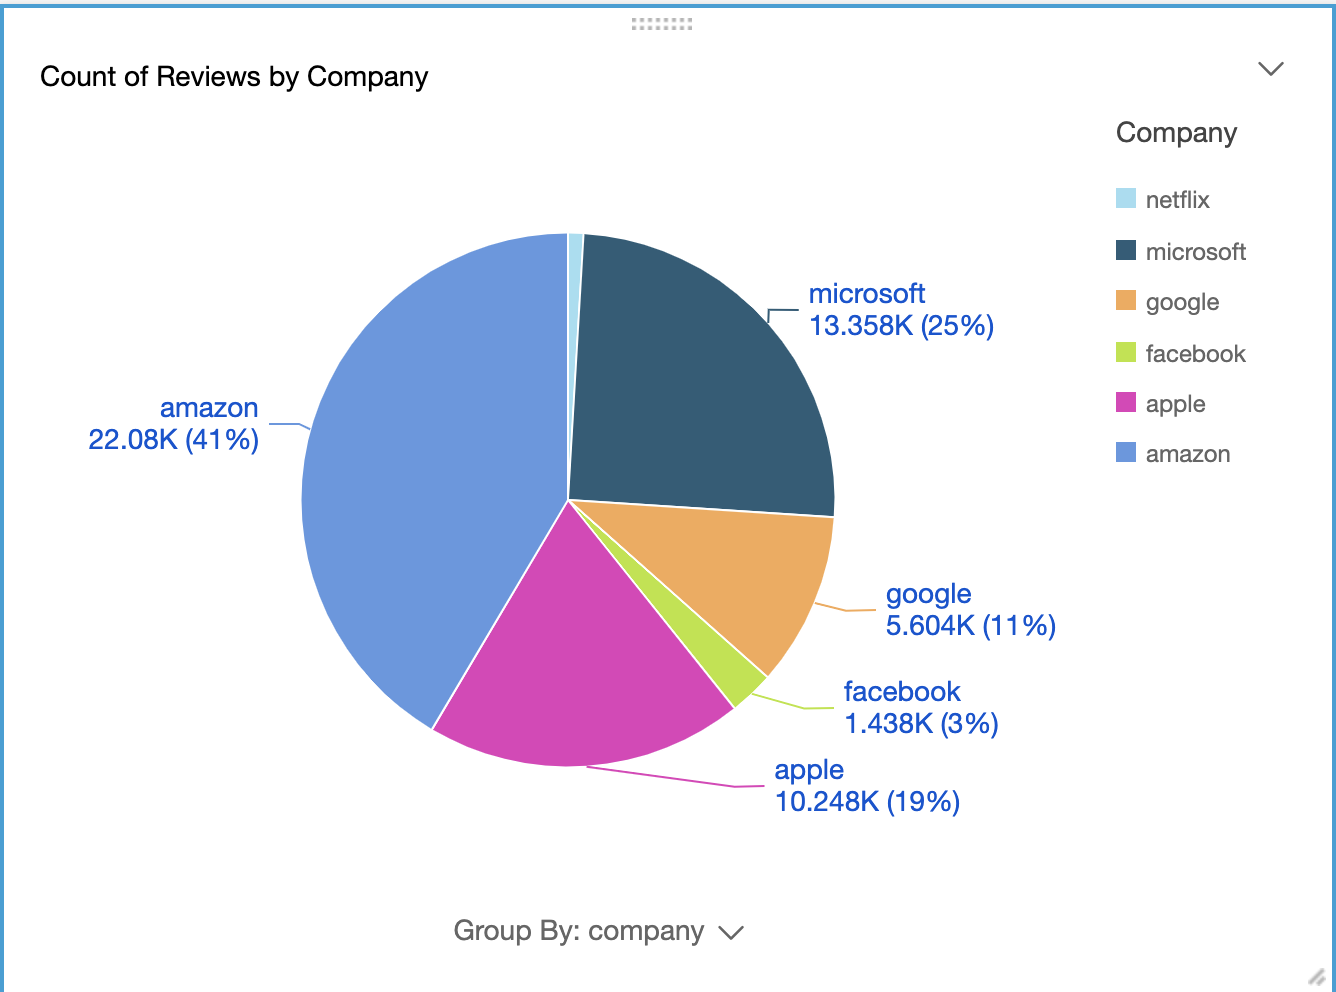 Count of Reviews by Company
Company
netflix
microsoft
google
facebook
apple
amazon
microsoft
13.358K (25%)
amazon
22.08K (41%)
google
5.604K (11%)
facebook
1.438K (3%)
apple
10.248K (19%)
Group By: company